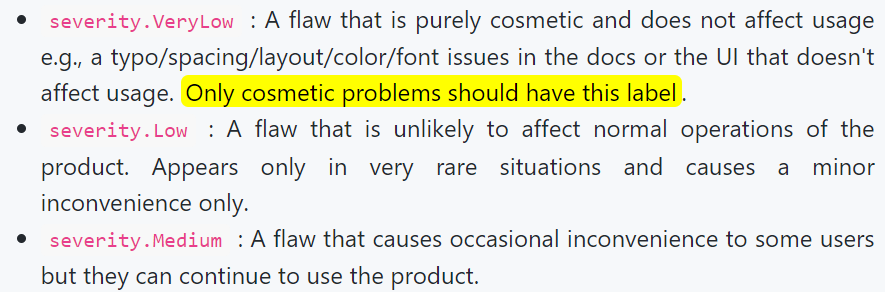 • severity.VeryLow : A flaw that is purely cosmetic and does not affect usage
e.g., a typo/spacing/layout/color/font issues in the docs or the UI that doesn't
affect usage. Only cosmetic problems should have this label.
• severity.Low : A flaw that is unlikely to affect normal operations of the
product. Appears only in very rare situations and causes a minor
inconvenience only.
• severity.Medium : A flaw that causes occasional inconvenience to some users
but they can continue to use the product.